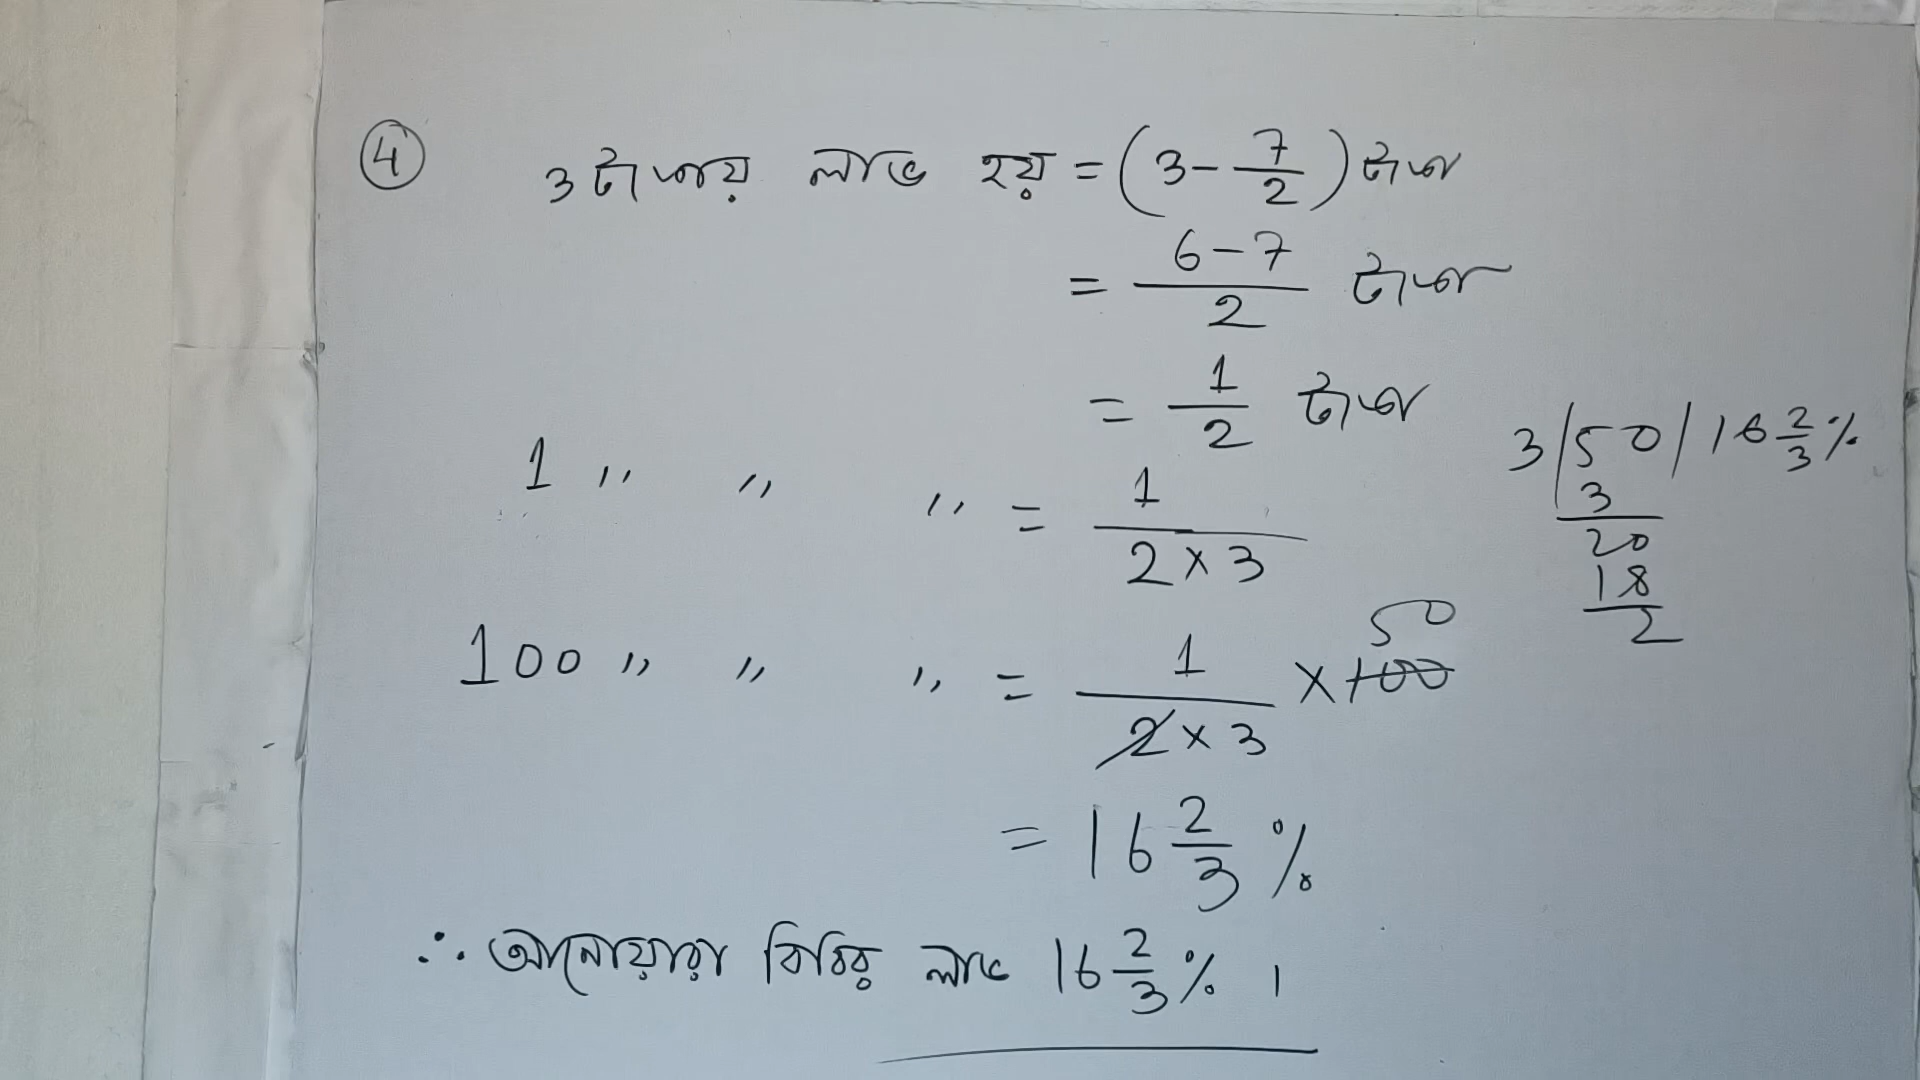 ④ 3 টাকায় লাভ হয় = (3 - 7/2) টাকা
= (6 - 7)/2 টাকা
= 1/2 টাকা
1 ,, ,, ,, = 1/(2 × 3)
100 ,, ,, ,, = 1/(2 × 3) × 100 50
= 16 2/3 %
∴ আনোয়ারা বিবির লাভ 16 2/3 % ।
3 / 50 / 16 2/3 %
3
20
18
2